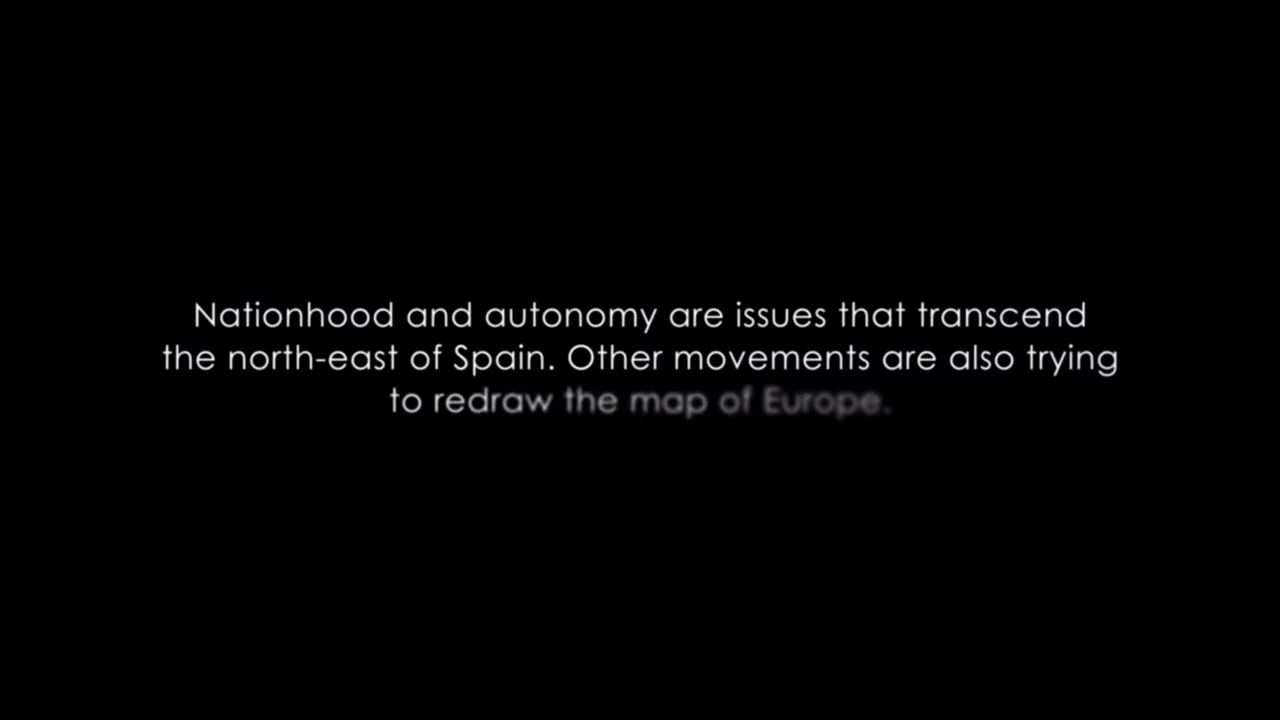 Nationhood and autonomy are issues that transcend
the north-east of Spain. Other movements are also trying
to redraw the map of Europe.